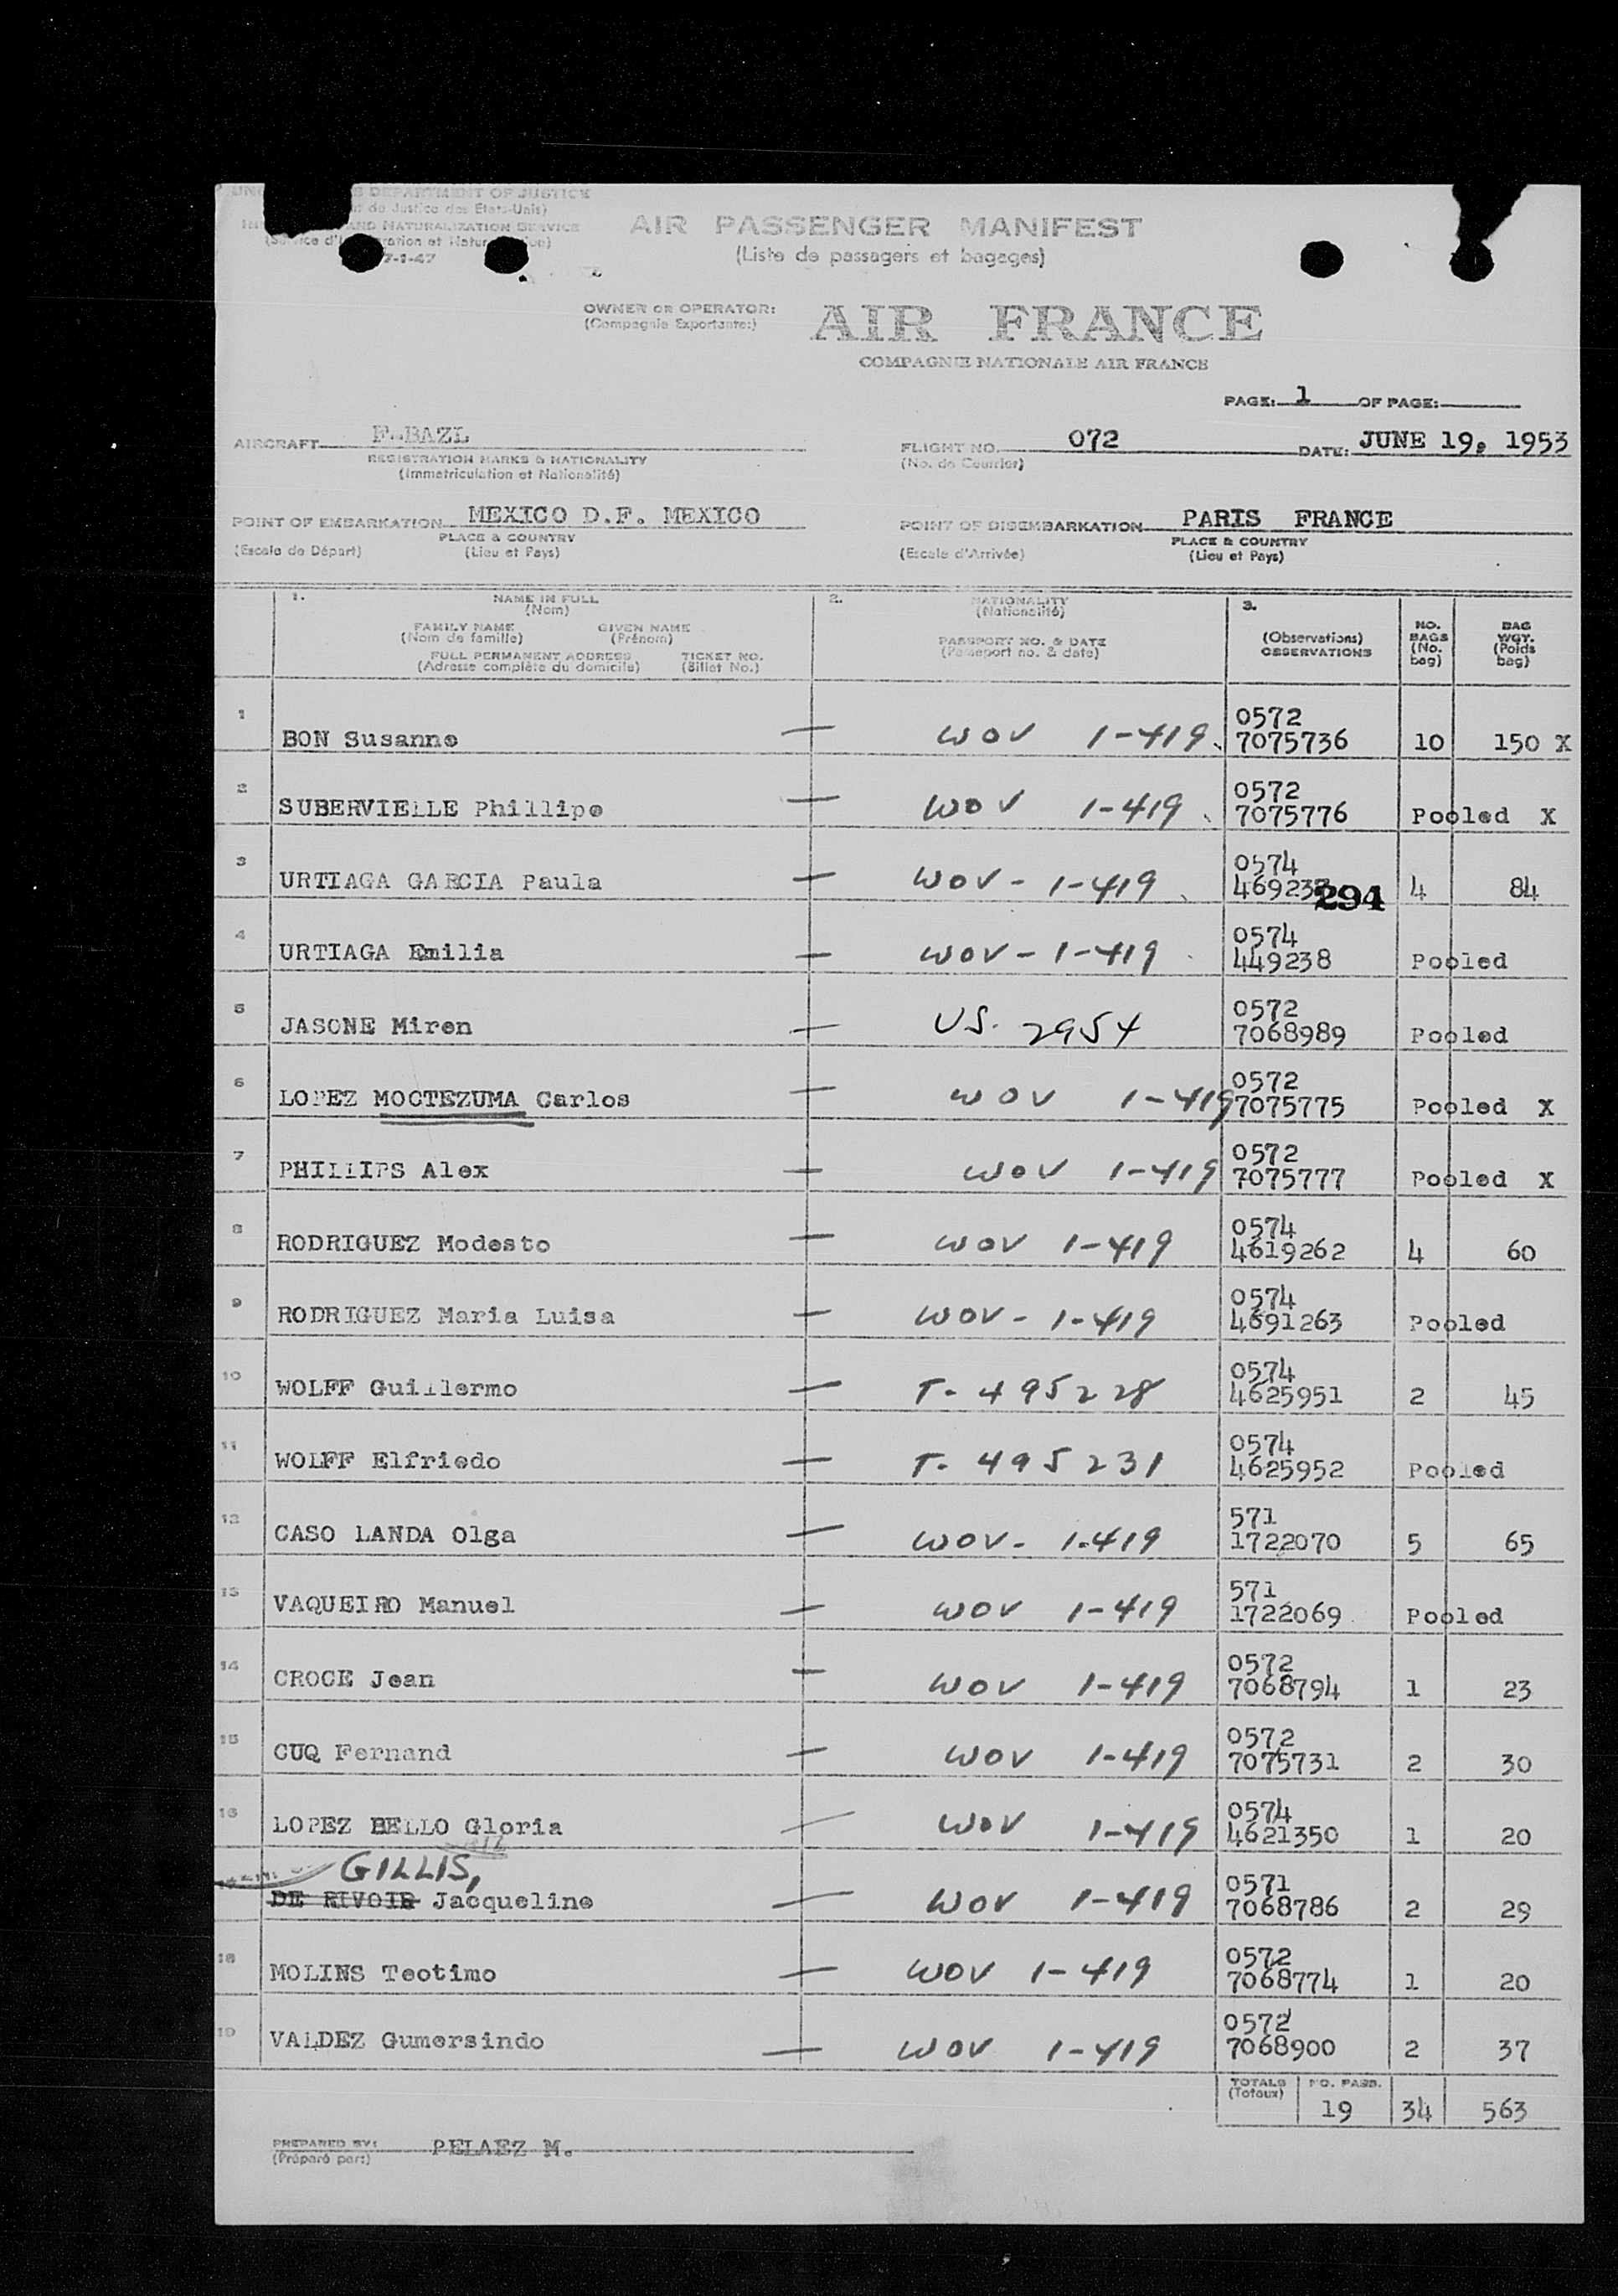 DEPARTMENT OF JUSTICE
de Justice des Etats-Unis)
AND NATURALIZATION SERVICE
7-1-47
AIR PASSENGER MANIFEST
(Liste de passagers et bagages)
OWNER OR OPERATOR:
(Compagnie Exportante:)
AIR FRANCE
COMPAGNIE NATIONALE AIR FRANCE
PAGE: 1 OF PAGE:
AIRCRAFT F-BAZL
REGISTRATION MARKS & NATIONALITY
(Immatriculation et Nationalité)
FLIGHT NO. 072
(No. de Courrier)
DATE: JUNE 19, 1953
POINT OF EMBARKATION MEXICO D.F. MEXICO
PLACE & COUNTRY
(Escale de Départ) (Lieu et Pays)
POINT OF DISEMBARKATION PARIS FRANCE
PLACE & COUNTRY
(Escale d'Arrivée) (Lieu et Pays)
1. NAME IN FULL
(Nom)
FAMILY NAME GIVEN NAME
(Nom de famille) (Prénom)
FULL PERMANENT ADDRESS TICKET NO.
(Adresse complète du domicile) (Billet No.)
2. NATIONALITY
(Nationalité)
PASSPORT NO. & DATE
(Passeport no. & date)
3.
(Observations)
OBSERVATIONS
NO.
BAGS
(No.
bag)
BAG
WGT.
(Poids
bag)
1 0572
BON Susanne — WOV 1-419 7075736 10 150 X
2 0572
SUBERVIELLE Phillipe — WOV 1-419 7075776 Pooled X
3 0574
URTIAGA GARCIA Paula — WOV - 1-419 469237 4 84
294
4 0574
URTIAGA Emilia — WOV - 1-419 449238 Pooled
5 0572
JASONE Miren — US. 2954 7068989 Pooled
6 0572
LOPEZ MOCTEZUMA Carlos — WOV 1-419 7075775 Pooled X
7 0572
PHILLIPS Alex — WOV 1-419 7075777 Pooled X
8 0574
RODRIGUEZ Modesto — WOV 1-419 4619262 4 60
9 0574
RODRIGUEZ Maria Luisa — WOV - 1-419 4691263 Pooled
10 0574
WOLFF Guillermo — T- 495228 4625951 2 45
11 0574
WOLFF Elfriedo — T- 495231 4625952 Pooled
12 571
CASO LANDA Olga — WOV- 1-419 1722070 5 65
13 571
VAQUEIRO Manuel — WOV 1-419 1722069 Pooled
14 0572
CROCE Jean — WOV 1-419 7068794 1 23
15 0572
CUQ Fernand — WOV 1-419 7075731 2 30
16 0574
LOPEZ BELLO Gloria — WOV 1-419 4621350 1 20
GILLIS, 0571
DE RIVOIR Jacqueline — WOV 1-419 7068786 2 29
18 0572
MOLINS Teotimo — WOV 1-419 7068774 1 20
19 0572
VALDEZ Gumersindo — WOV 1-419 7068900 2 37
TOTALS NO. PASS.
(Totaux) 19 34 563
PREPARED BY: PELAEZ M.
(Préparé par:)